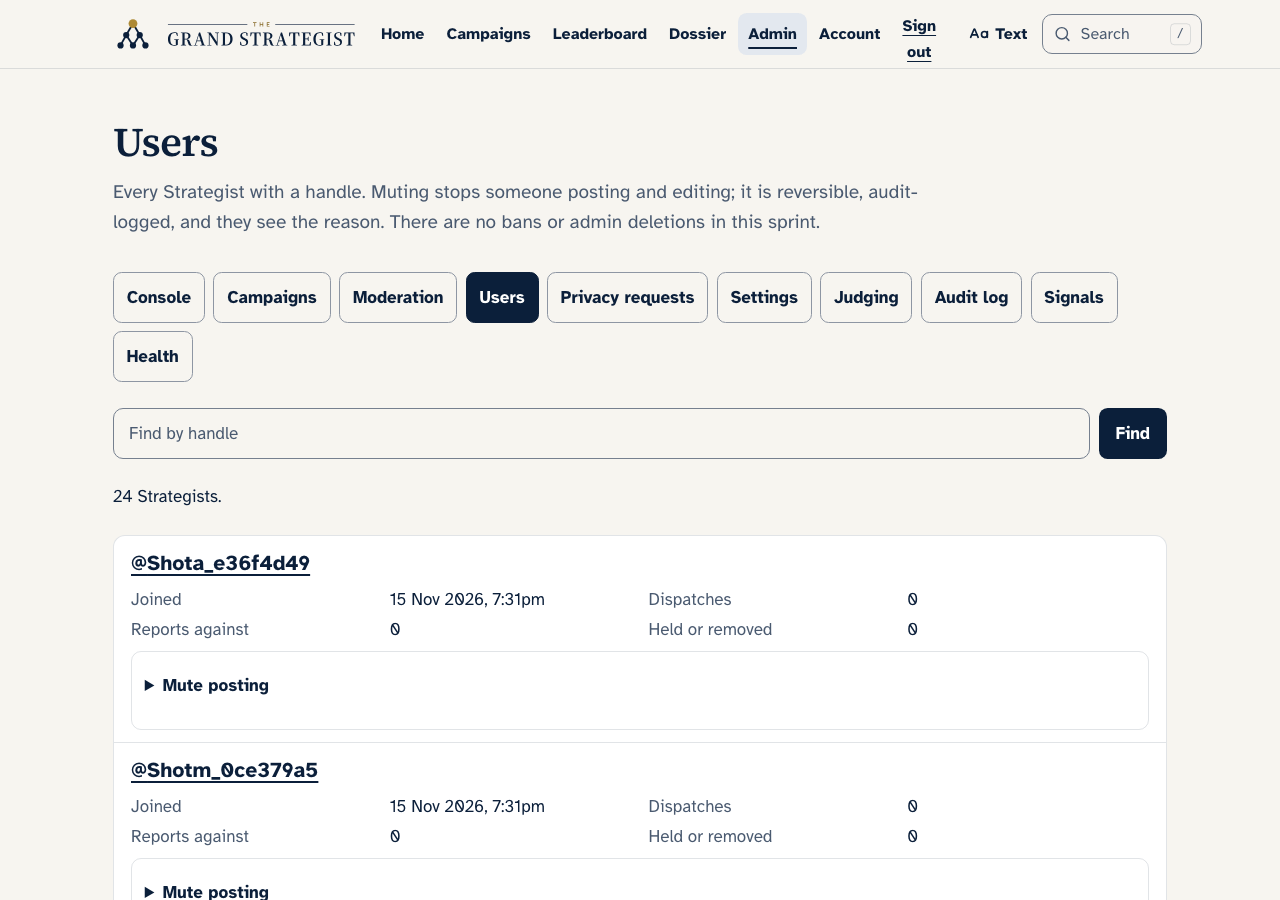 THE
GRAND STRATEGIST
Home Campaigns Leaderboard Dossier Admin Account Sign out Aa Text Search /
Users
Every Strategist with a handle. Muting stops someone posting and editing; it is reversible, audit-
logged, and they see the reason. There are no bans or admin deletions in this sprint.
Console Campaigns Moderation Users Privacy requests Settings Judging Audit log Signals
Health
Find by handle Find
24 Strategists.
@Shota_e36f4d49
Joined 15 Nov 2026, 7:31pm Dispatches 0
Reports against 0 Held or removed 0
Mute posting
@Shotm_0ce379a5
Joined 15 Nov 2026, 7:31pm Dispatches 0
Reports against 0 Held or removed 0
Mute posting